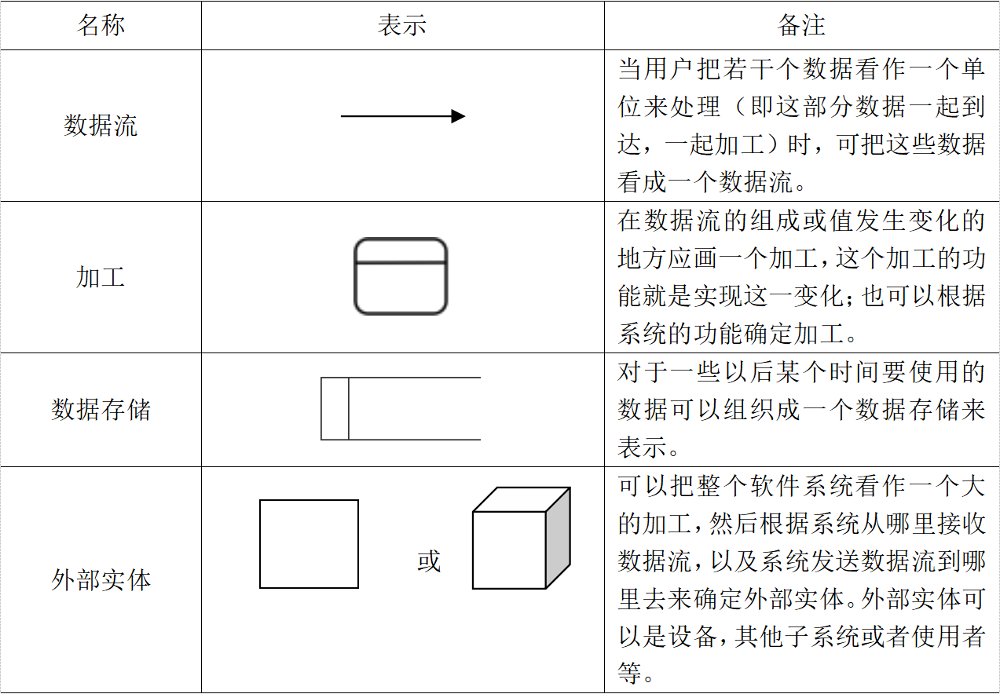 名称 表示 备注
数据流
当用户把若干个数据看作一个单
位来处理（即这部分数据一起到
达，一起加工）时，可把这些数据
看成一个数据流。
加工
在数据流的组成或值发生变化的
地方应画一个加工，这个加工的功
能就是实现这一变化；也可以根据
系统的功能确定加工。
数据存储
对于一些以后某个时间要使用的
数据可以组织成一个数据存储来
表示。
外部实体
或
可以把整个软件系统看作一个大
的加工，然后根据系统从哪里接收
数据流，以及系统发送数据流到哪
里去来确定外部实体。外部实体可
以是设备，其他子系统或者使用者
等。